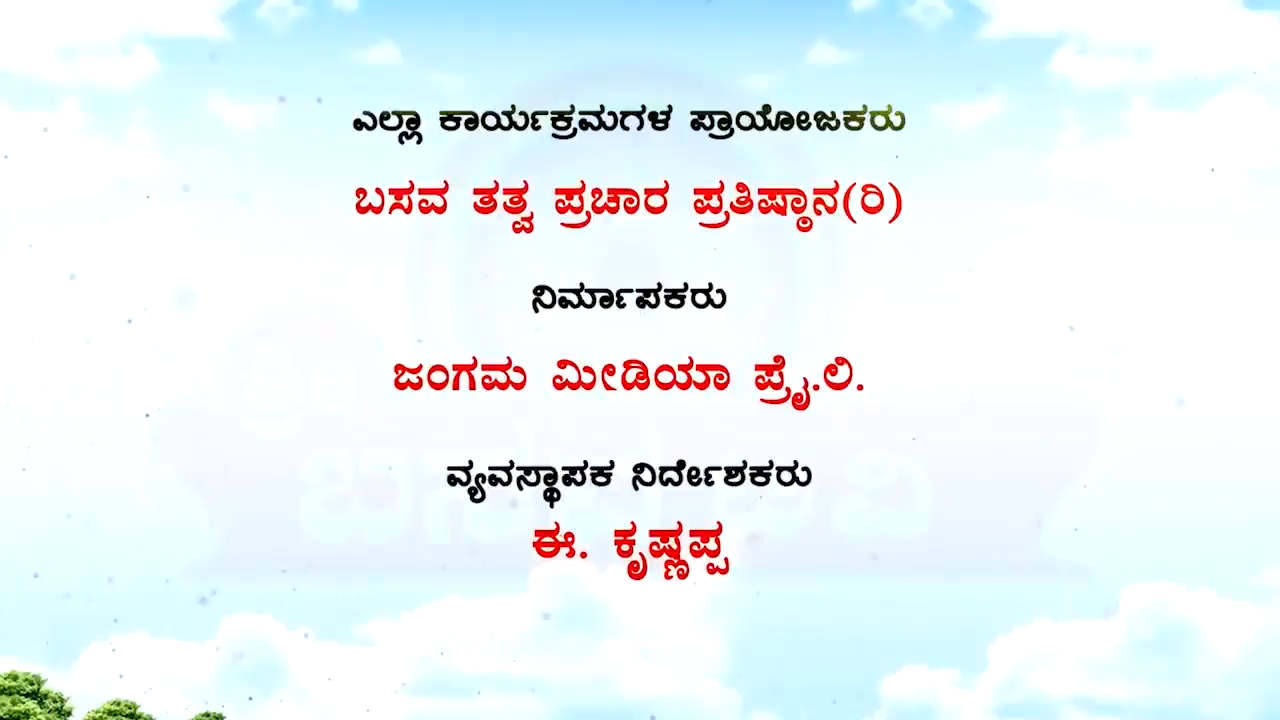 ಎಲ್ಲಾ ಕಾರ್ಯಕ್ರಮಗಳ ಪ್ರಾಯೋಜಕರು
ಬಸವ ತತ್ವ ಪ್ರಚಾರ ಪ್ರತಿಷ್ಠಾನ(ರಿ)
ನಿರ್ಮಾಪಕರು
ಜಂಗಮ ಮೀಡಿಯಾ ಪ್ರೈ.ಲಿ.
ವ್ಯವಸ್ಥಾಪಕ ನಿರ್ದೇಶಕರು
ಈ. ಕೃಷ್ಣಪ್ಪ